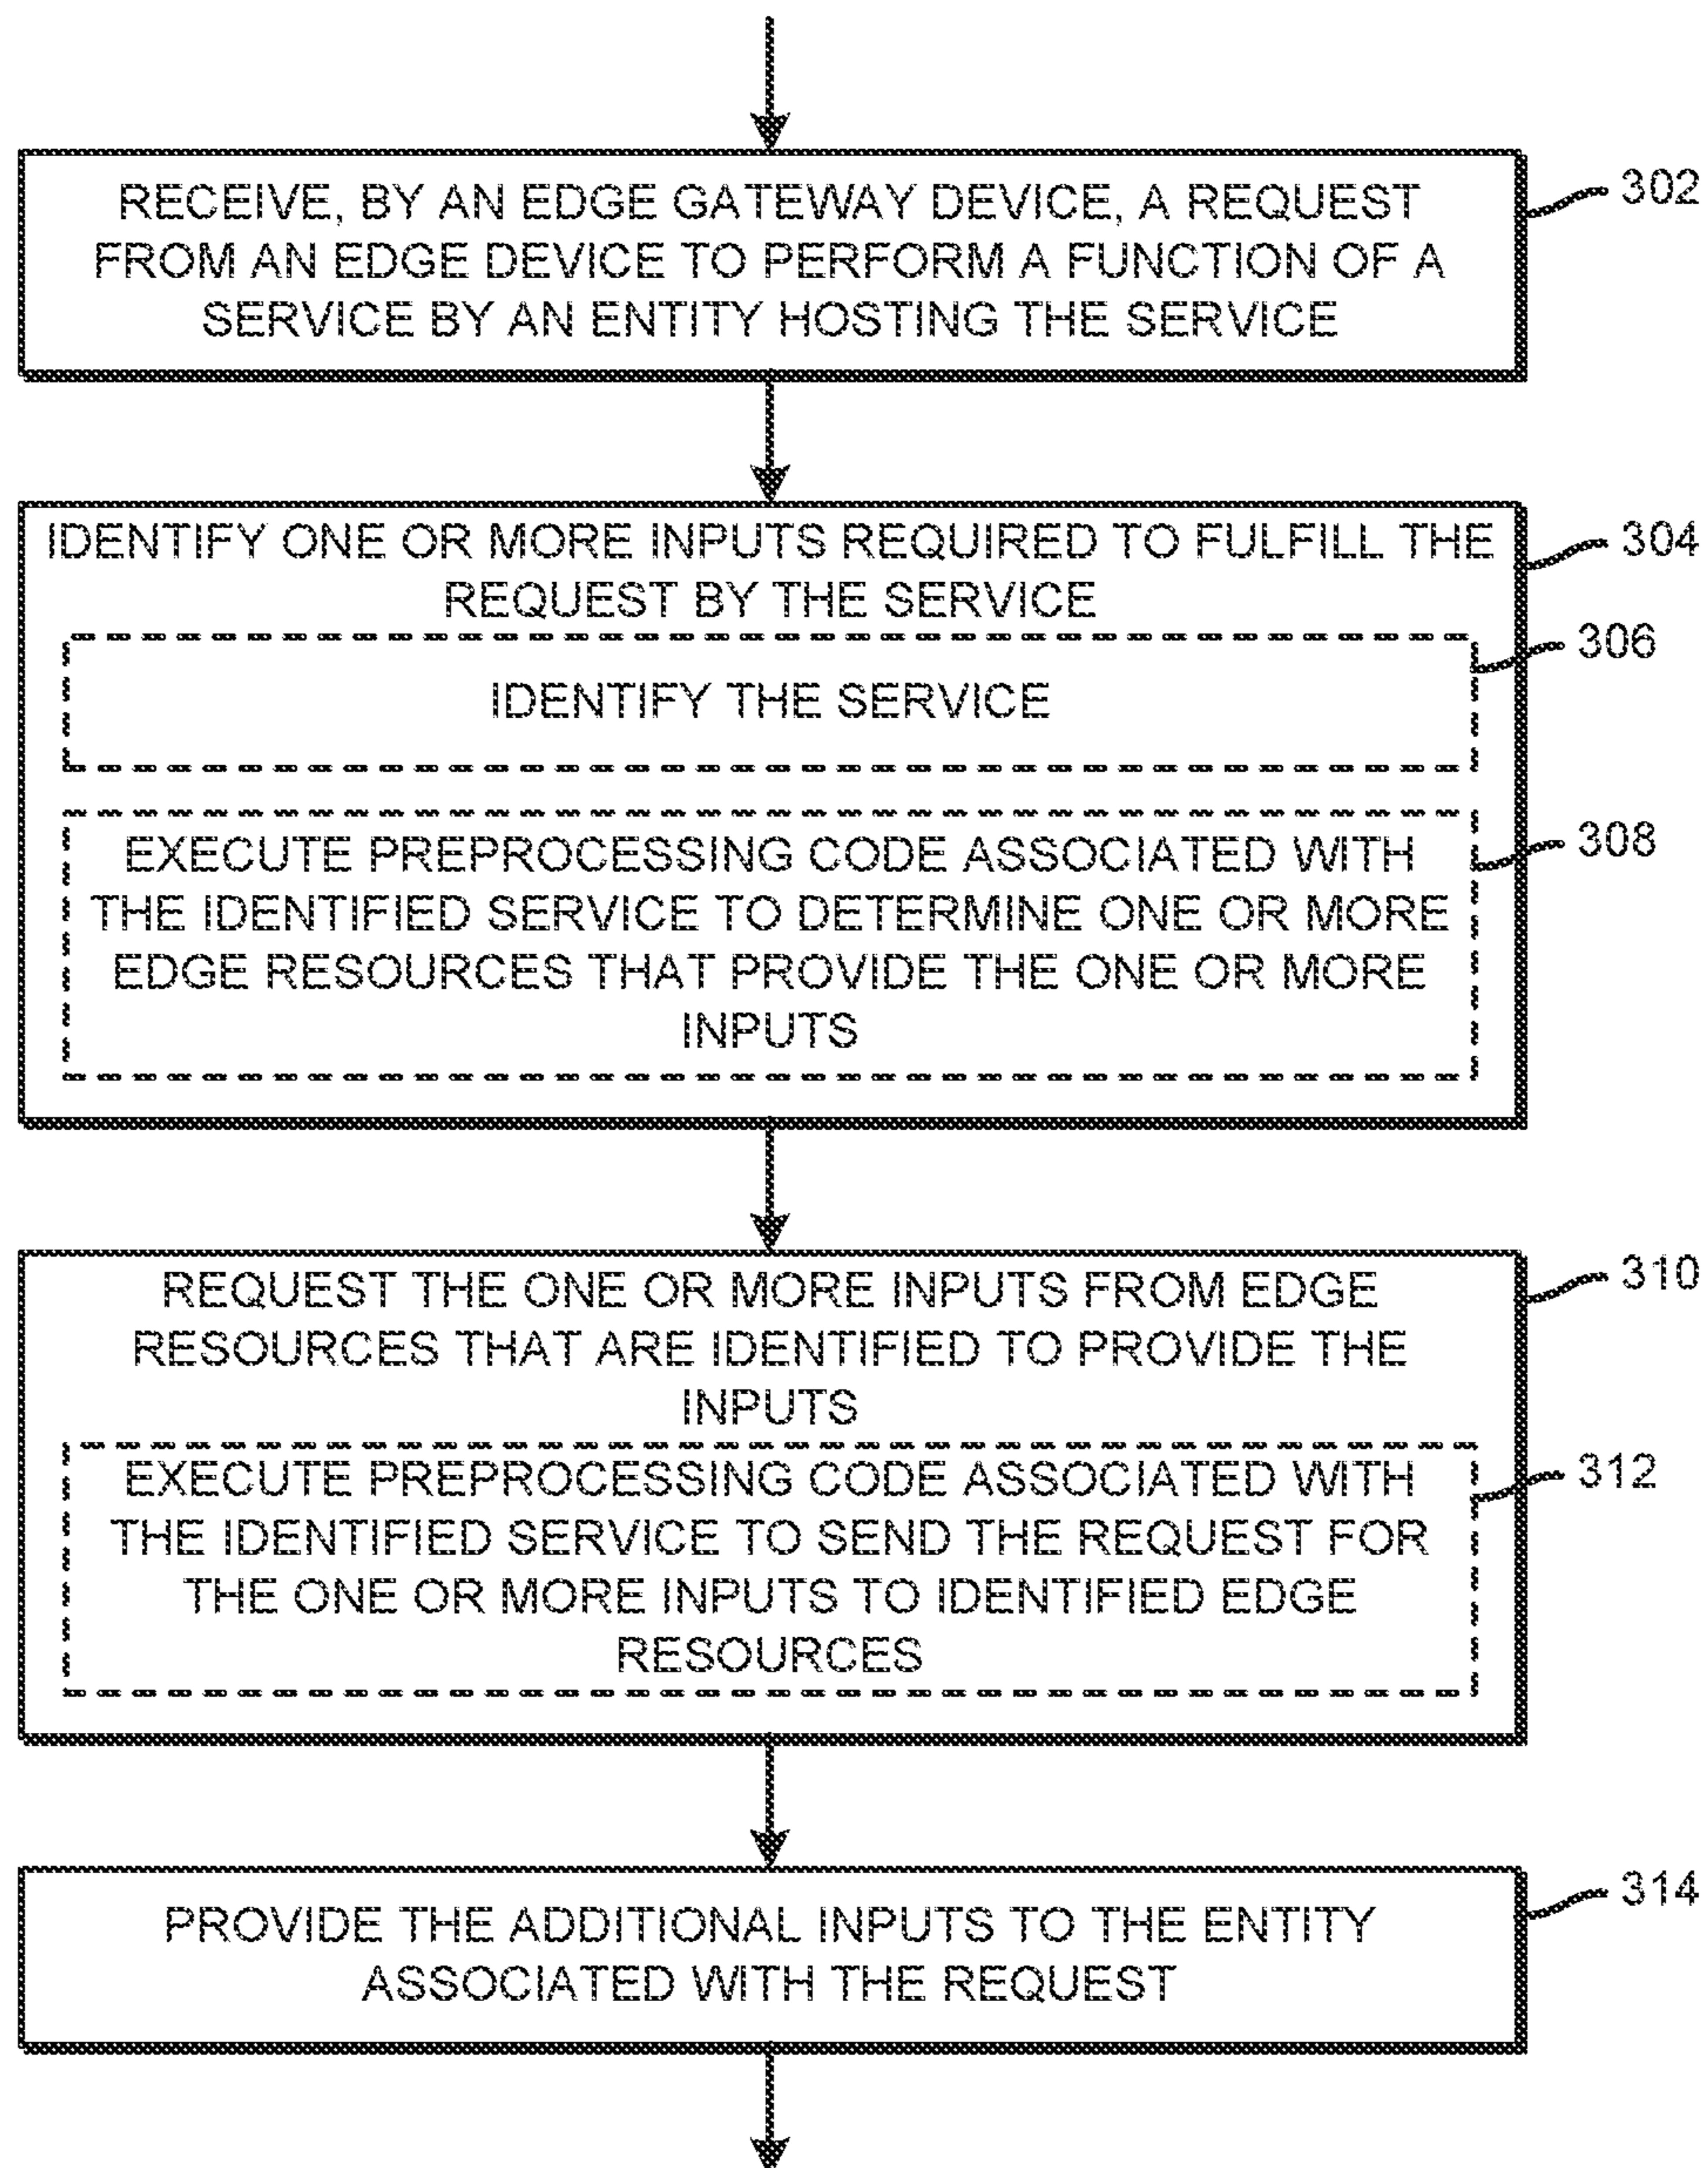 RECEIVE, BY AN EDGE GATEWAY DEVICE, A REQUEST
FROM AN EDGE DEVICE TO PERFORM A FUNCTION OF A
SERVICE BY AN ENTITY HOSTING THE SERVICE
302
IDENTIFY ONE OR MORE INPUTS REQUIRED TO FULFILL THE
REQUEST BY THE SERVICE
304
IDENTIFY THE SERVICE
306
EXECUTE PREPROCESSING CODE ASSOCIATED WITH
THE IDENTIFIED SERVICE TO DETERMINE ONE OR MORE
EDGE RESOURCES THAT PROVIDE THE ONE OR MORE
INPUTS
308
REQUEST THE ONE OR MORE INPUTS FROM EDGE
RESOURCES THAT ARE IDENTIFIED TO PROVIDE THE
INPUTS
310
EXECUTE PREPROCESSING CODE ASSOCIATED WITH
THE IDENTIFIED SERVICE TO SEND THE REQUEST FOR
THE ONE OR MORE INPUTS TO IDENTIFIED EDGE
RESOURCES
312
PROVIDE THE ADDITIONAL INPUTS TO THE ENTITY
ASSOCIATED WITH THE REQUEST
314